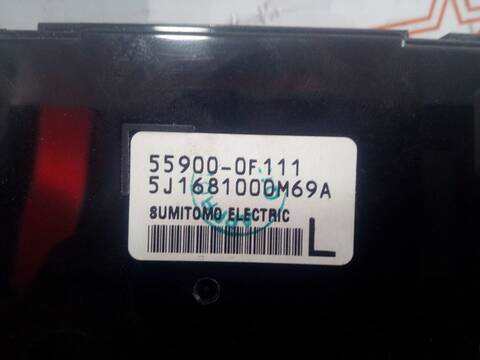 55900-0F111
5J1681000M69A
SUMITOMO ELECTRIC
L